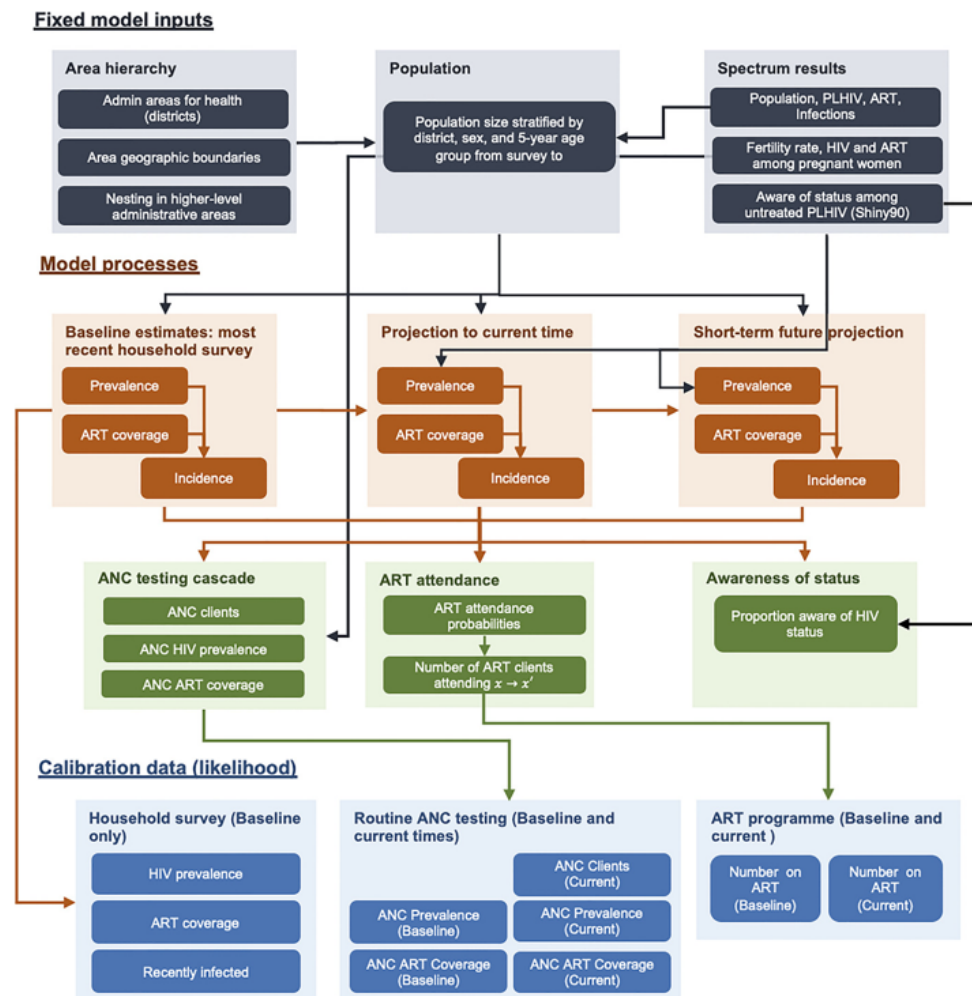 Fixed model inputs
Area hierarchy
Admin areas for health
(districts)
Area geographic boundaries
Nesting in higher-level
administrative areas
Population
Population size stratified by
district, sex, and 5-year age
group from survey to
Spectrum results
Population, PLHIV, ART,
Infections
Fertility rate, HIV and ART
among pregnant women
Aware of status among
untreated PLHIV (Shiny90)
Model processes
Baseline estimates: most
recent household survey
Prevalence
ART coverage
Incidence
Projection to current time
Prevalence
ART coverage
Incidence
Short-term future projection
Prevalence
ART coverage
Incidence
ANC testing cascade
ANC clients
ANC HIV prevalence
ANC ART coverage
ART attendance
ART attendance
probabilities
Number of ART clients
attending x → x′
Awareness of status
Proportion aware of HIV
status
Calibration data (likelihood)
Household survey (Baseline
only)
HIV prevalence
ART coverage
Recently infected
Routine ANC testing (Baseline and
current times)
ANC Clients
(Current)
ANC Prevalence
(Baseline)
ANC Prevalence
(Current)
ANC ART Coverage
(Baseline)
ANC ART Coverage
(Current)
ART programme (Baseline and
current )
Number on
ART
(Baseline)
Number on
ART
(Current)